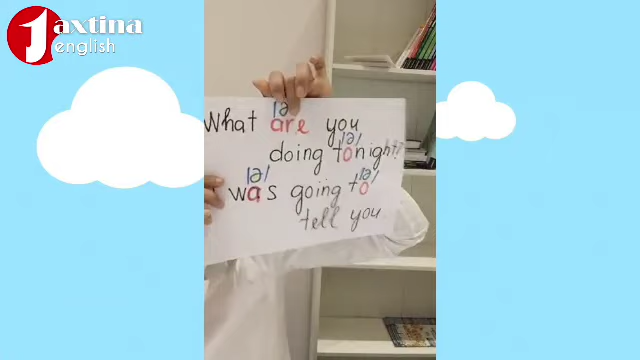 Jaxtina
english
/ə/
What are you
/ə/
doing tonight?
/ə/ /ə/
was going to
tell you